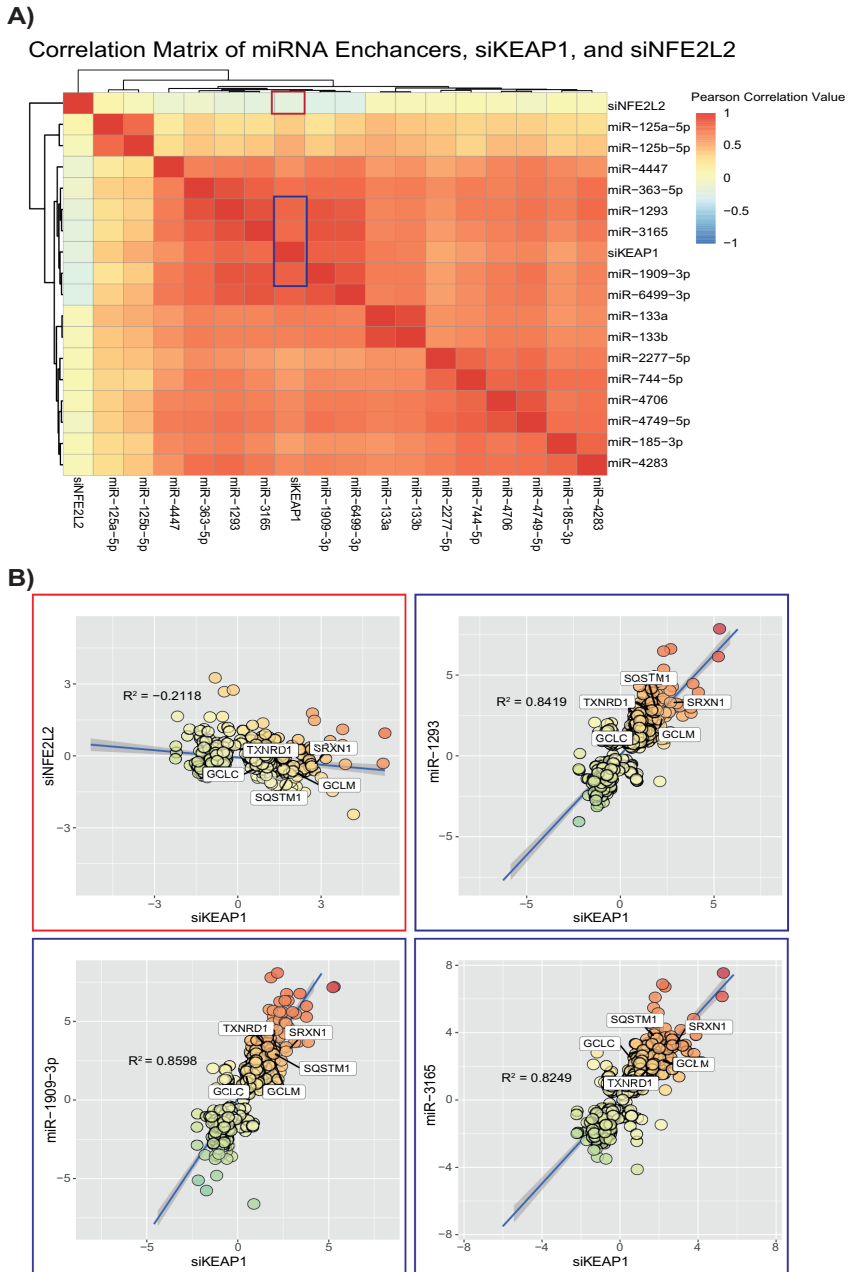 A)
Correlation Matrix of miRNA Enchancers, siKEAP1, and siNFE2L2
Pearson Correlation Value
1
0.5
0
−0.5
−1
siNFE2L2
miR−125a−5p
miR−125b−5p
miR−4447
miR−363−5p
miR−1293
miR−3165
siKEAP1
miR−1909−3p
miR−6499−3p
miR−133a
miR−133b
miR−2277−5p
miR−744−5p
miR−4706
miR−4749−5p
miR−185−3p
miR−4283
siNFE2L2
miR−125a−5p
miR−125b−5p
miR−4447
miR−363−5p
miR−1293
miR−3165
siKEAP1
miR−1909−3p
miR−6499−3p
miR−133a
miR−133b
miR−2277−5p
miR−744−5p
miR−4706
miR−4749−5p
miR−185−3p
miR−4283
B)
siNFE2L2
3
0
−3
R² = −0.2118
TXNRD1
SRXN1
GCLC
GCLM
SQSTM1
−3
0
3
siKEAP1
miR−1293
5
0
−5
SQSTM1
R² = 0.8419
TXNRD1
SRXN1
GCLC
GCLM
−5
0
5
siKEAP1
miR−1909−3p
5
0
−5
TXNRD1
SRXN1
R² = 0.8598
SQSTM1
GCLC
GCLM
−5
0
5
siKEAP1
miR−3165
8
4
0
−4
−8
SQSTM1
SRXN1
GCLC
GCLM
R² = 0.8249
TXNRD1
−8
−4
0
4
8
siKEAP1